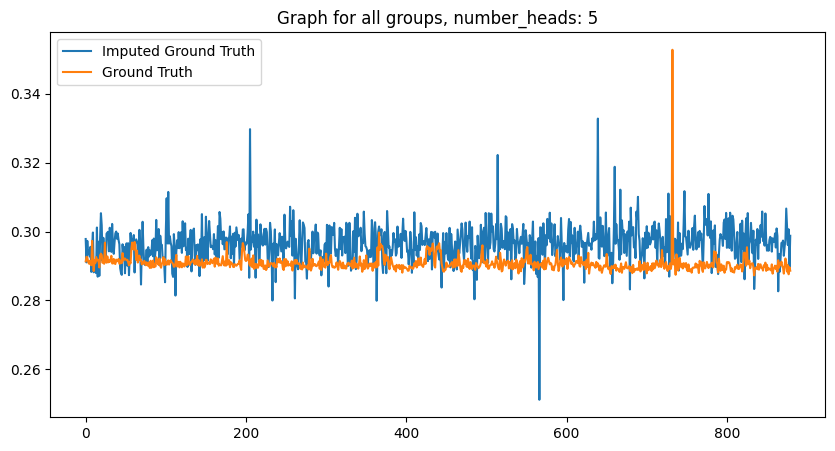 Graph for all groups, number_heads: 5
Imputed Ground Truth
Ground Truth
0.34
0.32
0.30
0.28
0.26
0 200 400 600 800